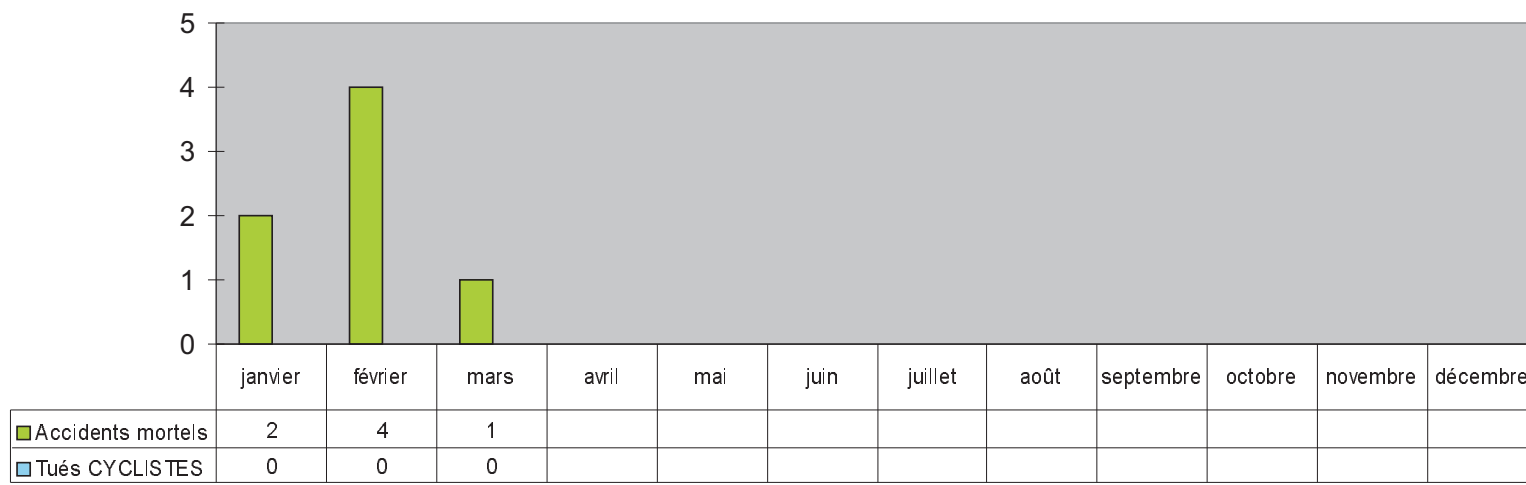 5
4
3
2
1
0
janvier février mars avril mai juin juillet août septembre octobre novembre décembre
Accidents mortels 2 4 1
Tués CYCLISTES 0 0 0